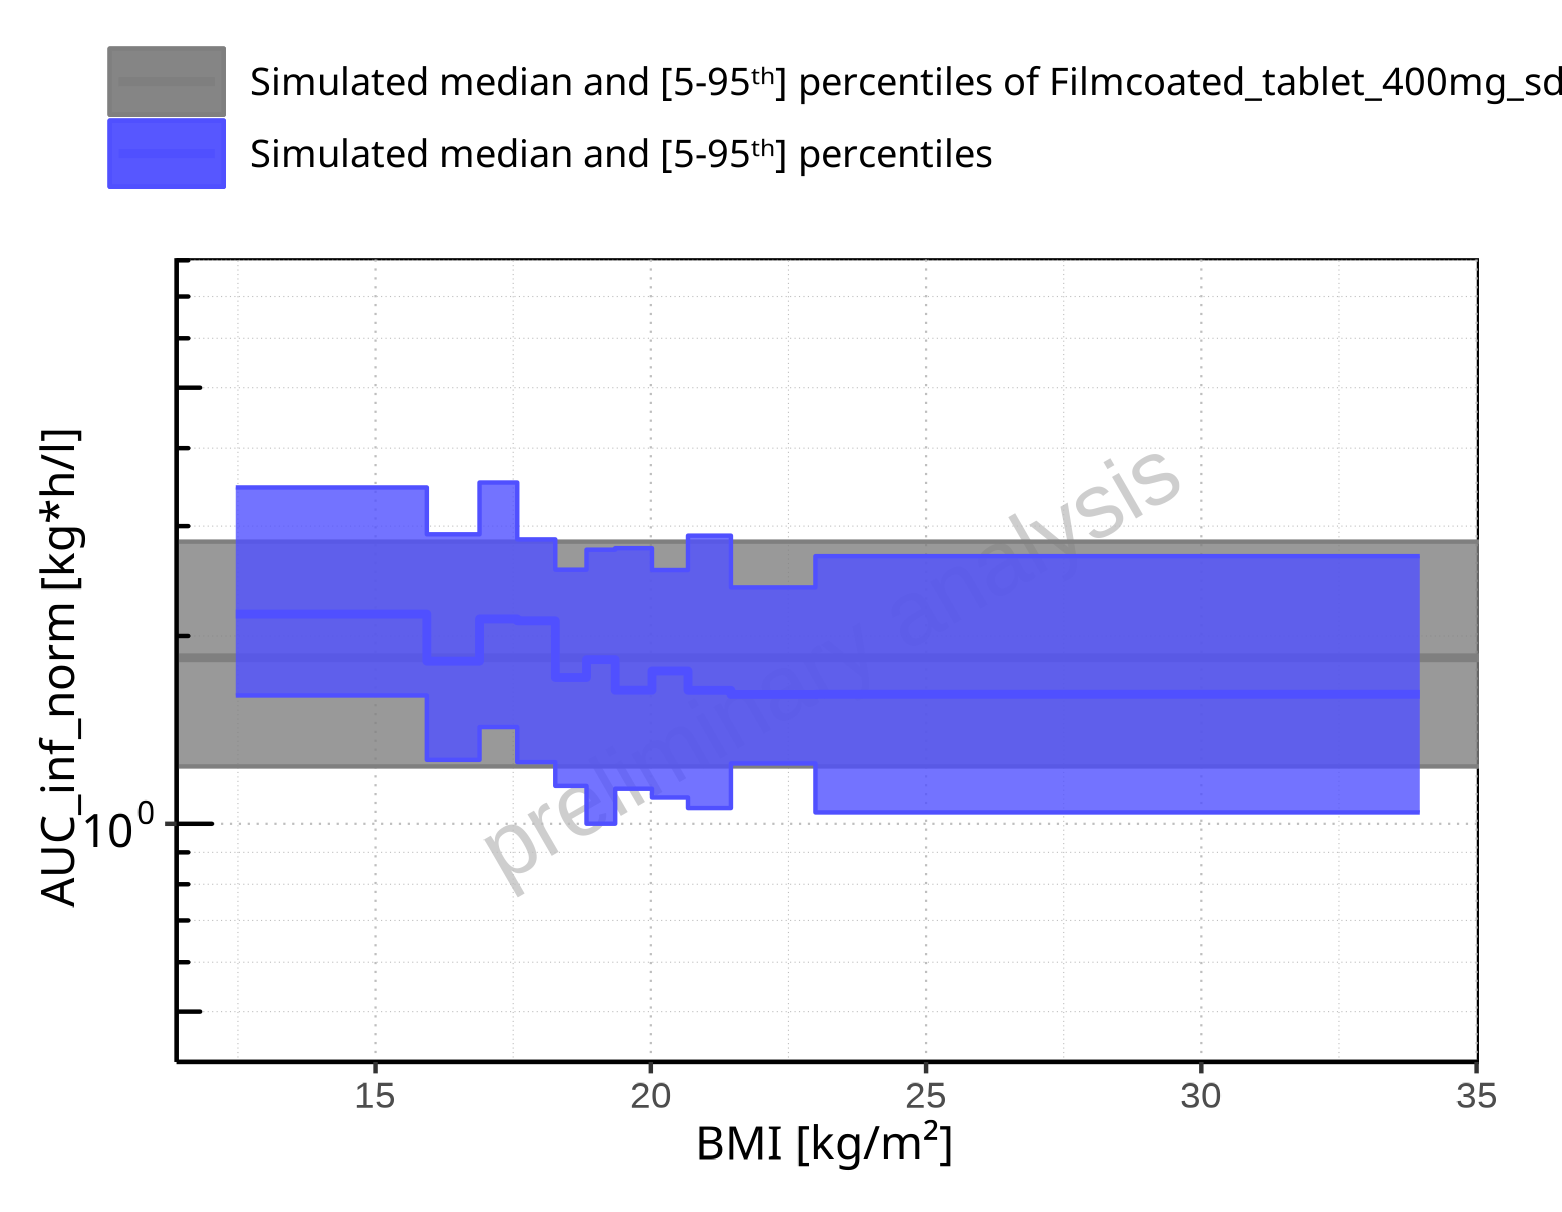 Simulated median and [5-95ᵗʰ] percentiles of Filmcoated_tablet_400mg_sd
Simulated median and [5-95ᵗʰ] percentiles
AUC_inf_norm [kg*h/l]
10⁰
preliminary analysis
15 20 25 30 35
BMI [kg/m²]